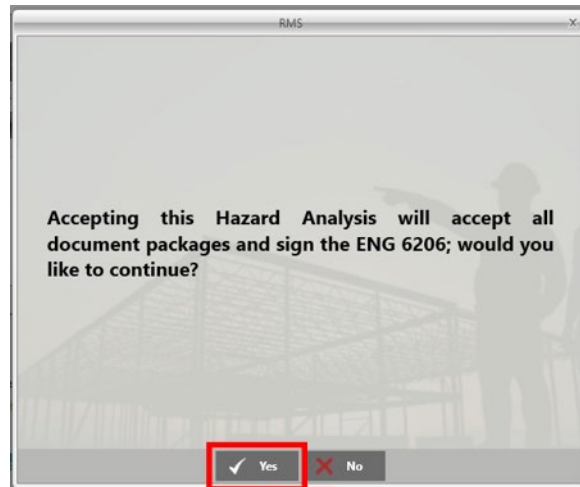 RMS
Accepting this Hazard Analysis will accept all
document packages and sign the ENG 6206; would you
like to continue?
Yes No